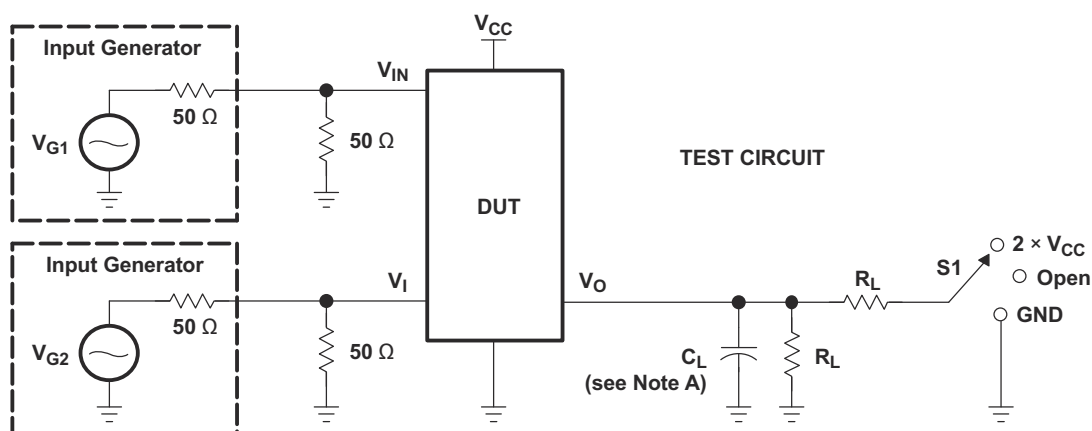 Input Generator
V_G1
50 Ω
V_IN
50 Ω
V_CC
DUT
TEST CIRCUIT
Input Generator
V_G2
50 Ω
V_I
50 Ω
V_O
C_L
(see Note A)
R_L
R_L
S1
2 × V_CC
Open
GND